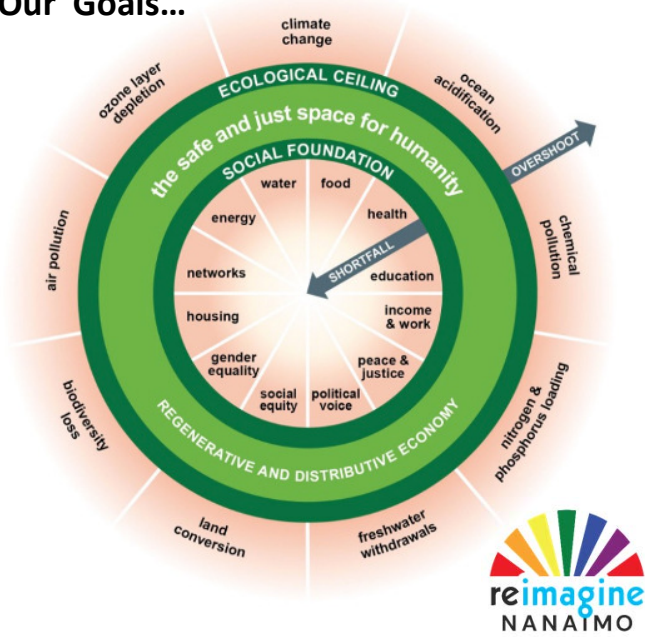 Our Goals...
climate
change
ozone layer
depletion
ocean
acidification
ECOLOGICAL CEILING
the safe and just space for humanity
SOCIAL FOUNDATION
OVERSHOOT
water
food
energy
health
SHORTFALL
air pollution
chemical
pollution
networks
education
housing
income
& work
gender
equality
peace &
justice
social
equity
political
voice
REGENERATIVE AND DISTRIBUTIVE ECONOMY
biodiversity
loss
nitrogen &
phosphorus loading
land
conversion
freshwater
withdrawals
reimagine
NANAIMO